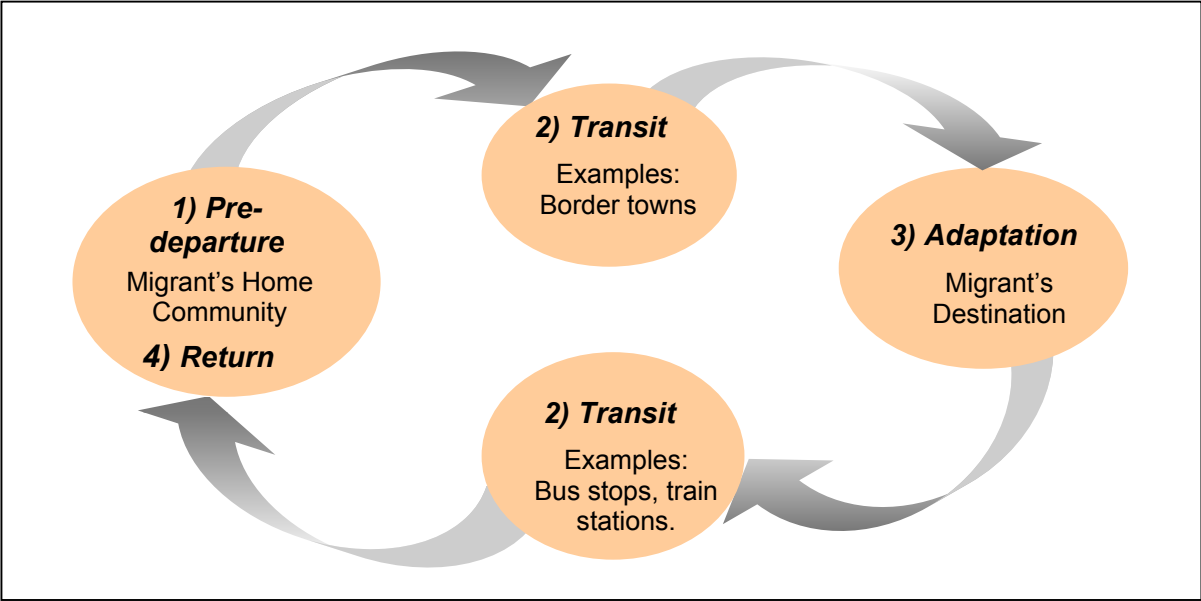 1) Pre-
departure
Migrant’s Home
Community
4) Return
2) Transit
Examples:
Border towns
3) Adaptation
Migrant’s
Destination
2) Transit
Examples:
Bus stops, train
stations.